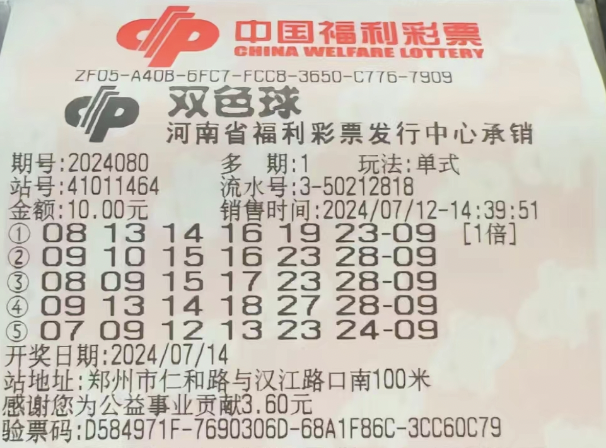 中国福利彩票
CHINA WELFARE LOTTERY
ZF05-A40B-6FC7-FCC8-3650-C776-7909
双色球
河南省福利彩票发行中心承销
期号:2024080 多 期:1 玩法:单式
站号:41011464 流水号:3-50212818
金额:10.00元 销售时间:2024/07/12-14:39:51
① 08 13 14 16 19 23-09 [1倍]
② 09 10 15 16 23 28-09
③ 08 09 15 17 23 28-09
④ 09 13 14 18 27 28-09
⑤ 07 09 12 13 23 24-09
开奖日期:2024/07/14
站地址:郑州市仁和路与汉江路口南100米
感谢您为公益事业贡献3.60元
验票码:D584971F-7690306D-68A1F86C-3CC60C79